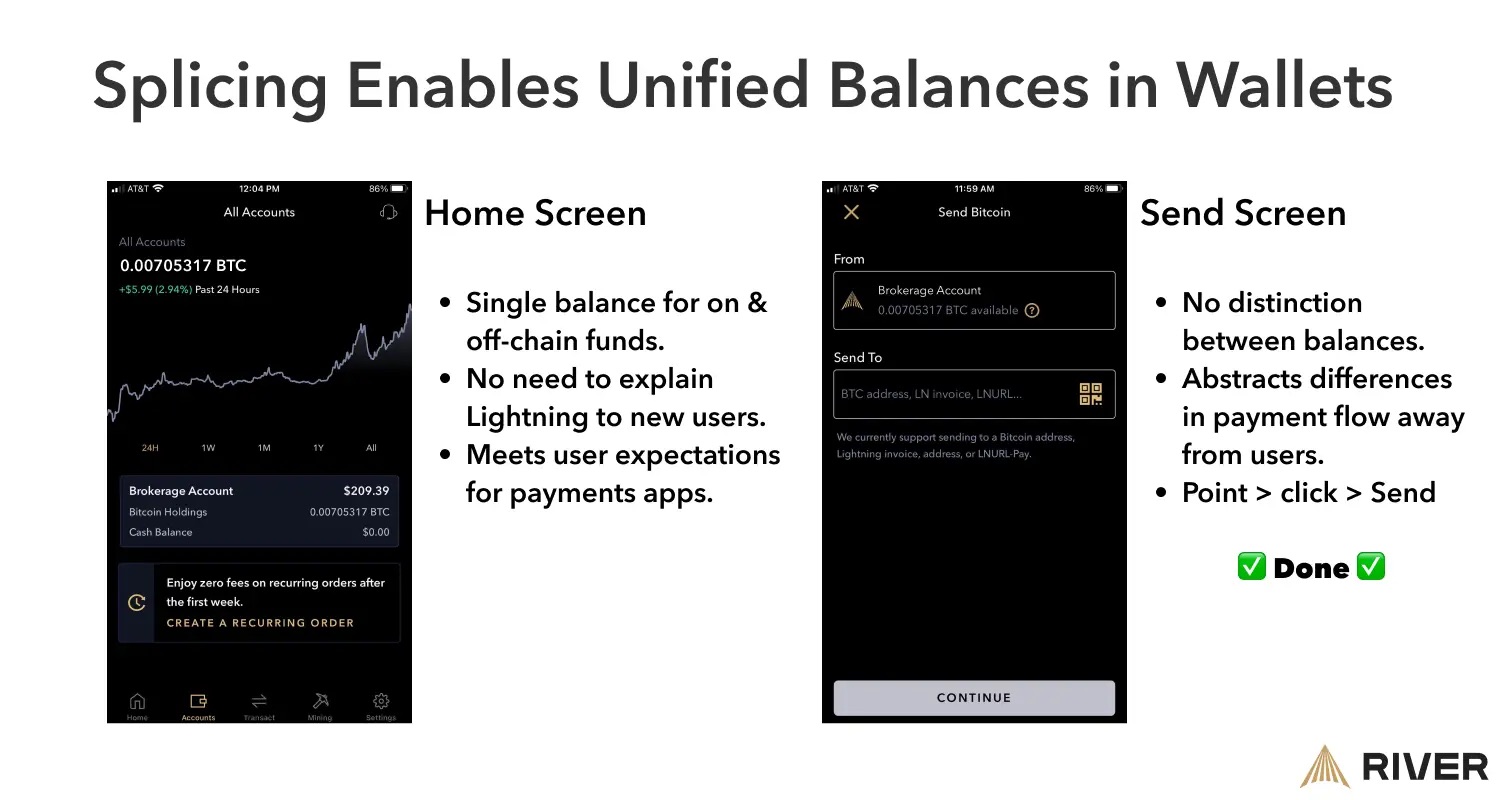 Splicing Enables Unified Balances in Wallets
AT&T 12:04 PM 86%
All Accounts
All Accounts
0.00705317 BTC
+$5.99 (2.94%) Past 24 Hours
24H 1W 1M 1Y All
Brokerage Account $209.39
Bitcoin Holdings 0.00705317 BTC
Cash Balance $0.00
Enjoy zero fees on recurring orders after
the first week.
CREATE A RECURRING ORDER
Home Accounts Transact Mining Settings
Home Screen
• Single balance for on &
off-chain funds.
• No need to explain
Lightning to new users.
• Meets user expectations
for payments apps.
AT&T 11:59 AM 86%
Send Bitcoin
From
Brokerage Account
0.00705317 BTC available ?
Send To
BTC address, LN invoice, LNURL...
We currently support sending to a Bitcoin address,
Lightning invoice, address, or LNURL-Pay.
CONTINUE
Send Screen
• No distinction
between balances.
• Abstracts differences
in payment flow away
from users.
• Point > click > Send
✅ Done ✅
RIVER